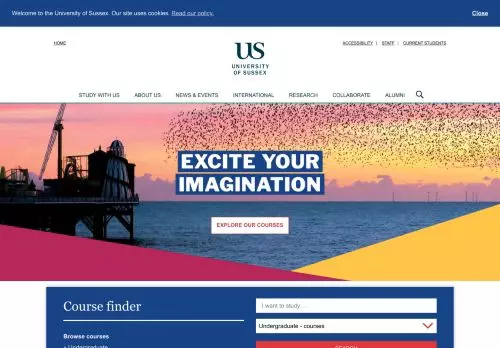 Welcome to the University of Sussex. Our site uses cookies. Read our policy. Close
HOME
ACCESSIBILITY | STAFF | CURRENT STUDENTS
US
UNIVERSITY
OF SUSSEX
STUDY WITH US ABOUT US NEWS & EVENTS INTERNATIONAL RESEARCH COLLABORATE ALUMNI
EXCITE YOUR
IMAGINATION
EXPLORE OUR COURSES
Course finder
I want to study...
Browse courses
Undergraduate - courses
Undergraduate
SEARCH